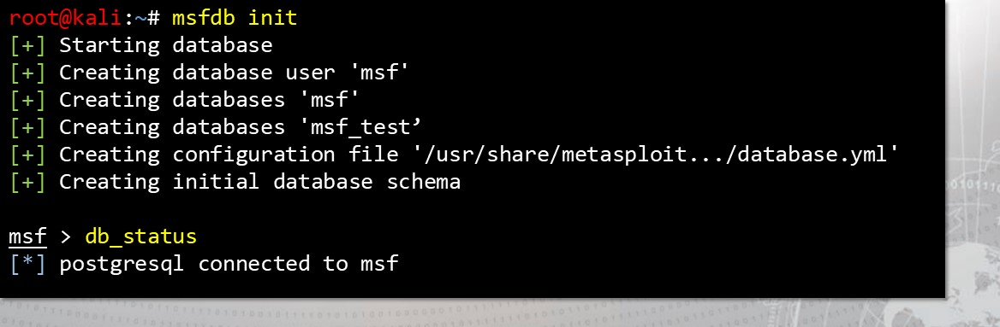 root@kali:~# msfdb init
[+] Starting database
[+] Creating database user 'msf'
[+] Creating databases 'msf'
[+] Creating databases 'msf_test’
[+] Creating configuration file '/usr/share/metasploit.../database.yml'
[+] Creating initial database schema
msf > db_status
[*] postgresql connected to msf